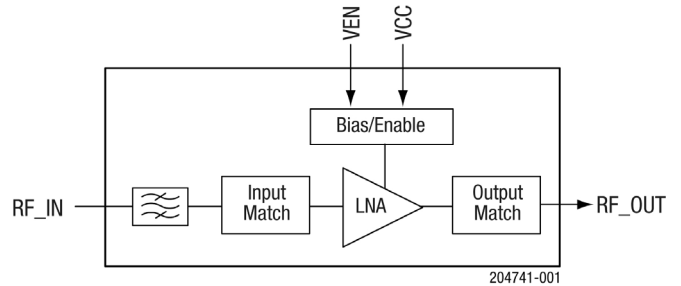 VEN
VCC
Bias/Enable
RF_IN
Input
Match
LNA
Output
Match
RF_OUT
204741-001